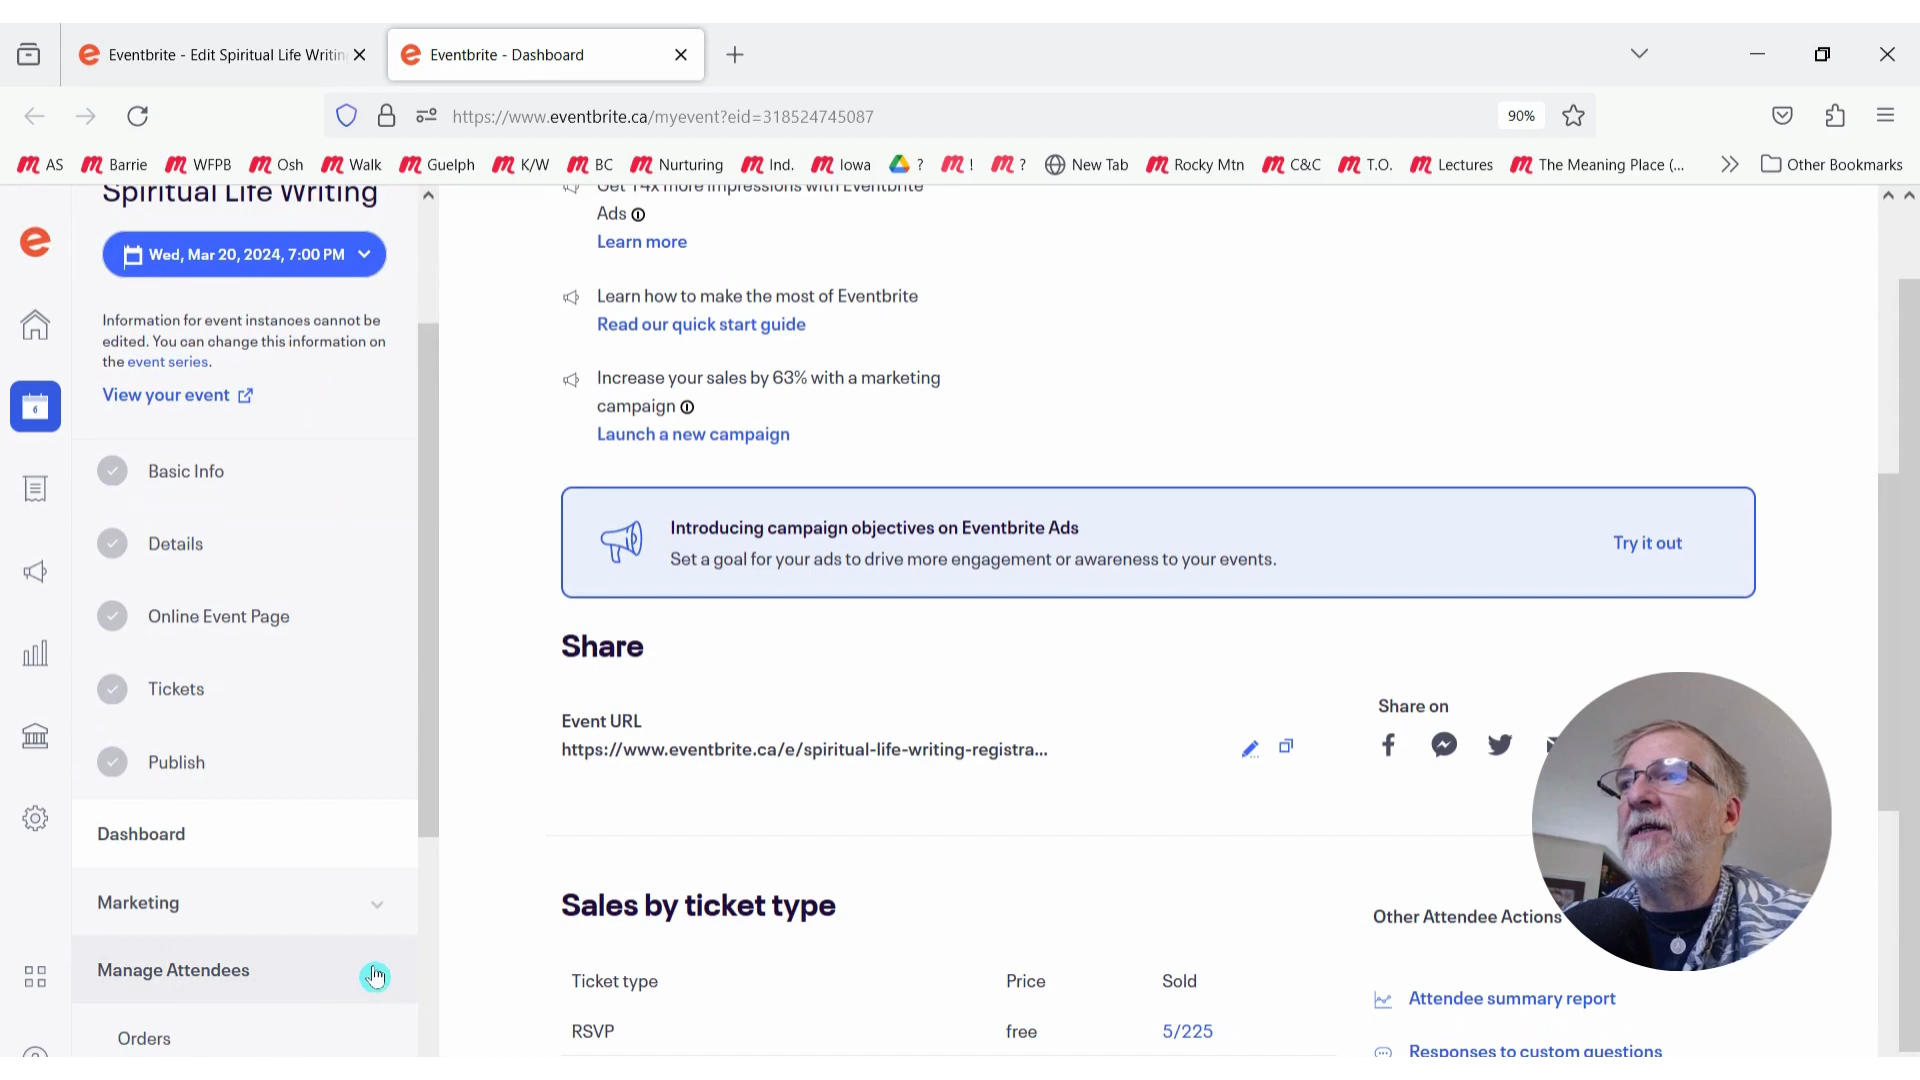 Eventbrite - Edit Spiritual Life Writin
Eventbrite - Dashboard
https://www.eventbrite.ca/myevent?eid=318524745087
90%
AS
Barrie
WFPB
Osh
Walk
Guelph
K/W
BC
Nurturing
Ind.
Iowa
?
!
?
New Tab
Rocky Mtn
C&C
T.O.
Lectures
The Meaning Place (...
Other Bookmarks
Spiritual Life Writing
Wed, Mar 20, 2024, 7:00 PM
Information for event instances cannot be
edited. You can change this information on
the event series.
View your event
Basic Info
Details
Online Event Page
Tickets
Publish
Dashboard
Marketing
Manage Attendees
Orders
Get 14x more impressions with Eventbrite
Ads
Learn more
Learn how to make the most of Eventbrite
Read our quick start guide
Increase your sales by 63% with a marketing
campaign
Launch a new campaign
Introducing campaign objectives on Eventbrite Ads
Set a goal for your ads to drive more engagement or awareness to your events.
Try it out
Share
Event URL
https://www.eventbrite.ca/e/spiritual-life-writing-registra...
Share on
Sales by ticket type
Ticket type
Price
Sold
RSVP
free
5/225
Other Attendee Actions
Attendee summary report
Responses to custom questions